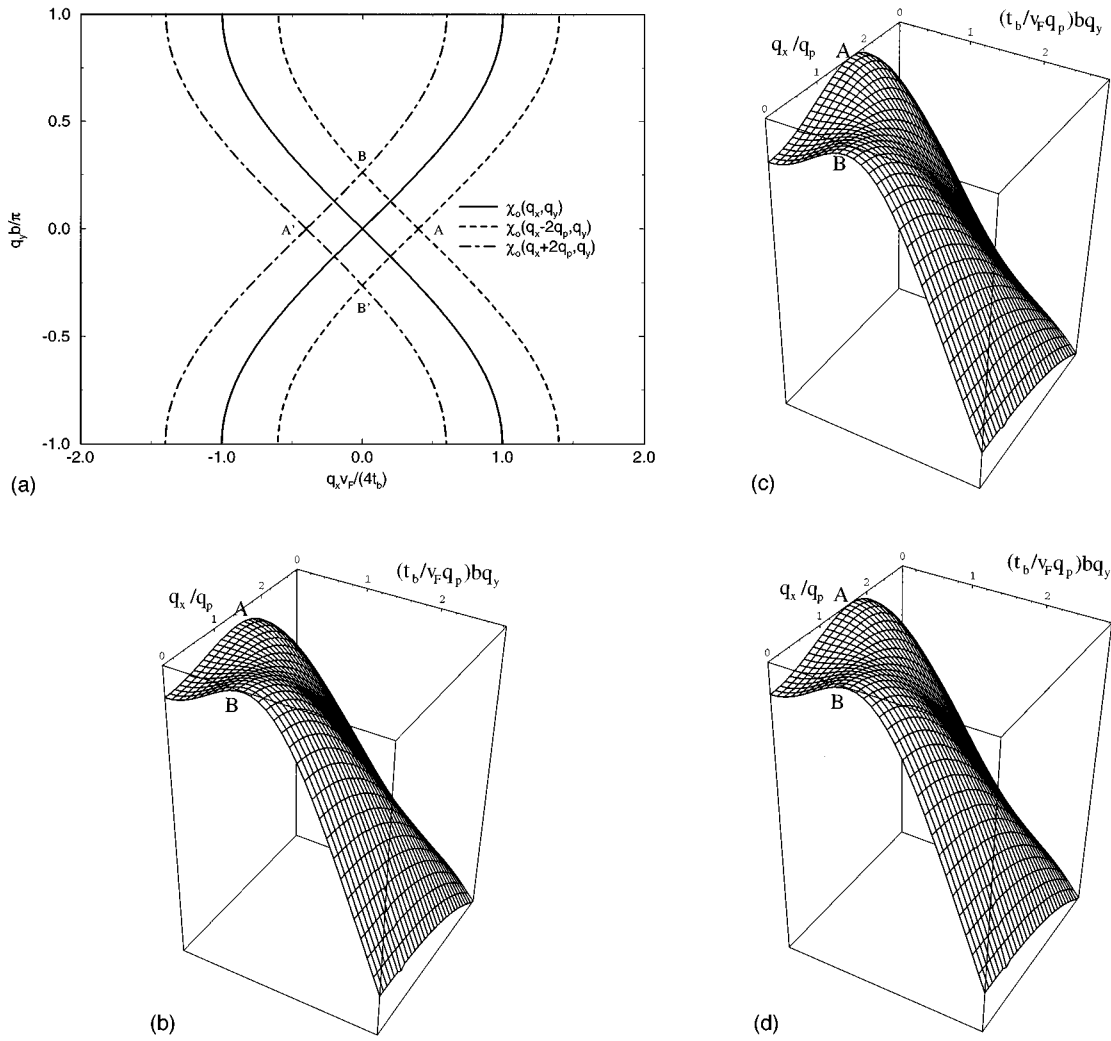 1.0
0.5
0.0
-0.5
-1.0
q_y b/π
-2.0 -1.0 0.0 1.0 2.0
q_x v_F/(4t_b)
B
A' A
B'
χ_o(q_x,q_y)
χ_o(q_x-2q_p,q_y)
χ_o(q_x+2q_p,q_y)
(a)
0 (t_b/v_F q_p)bq_y
1
2
q_x/q_p
0 1 2
A
B
(c)
0 (t_b/v_F q_p)bq_y
1
2
q_x/q_p
0 1 2
A
B
(b)
0 (t_b/v_F q_p)bq_y
1
2
q_x/q_p
0 1 2
A
B
(d)